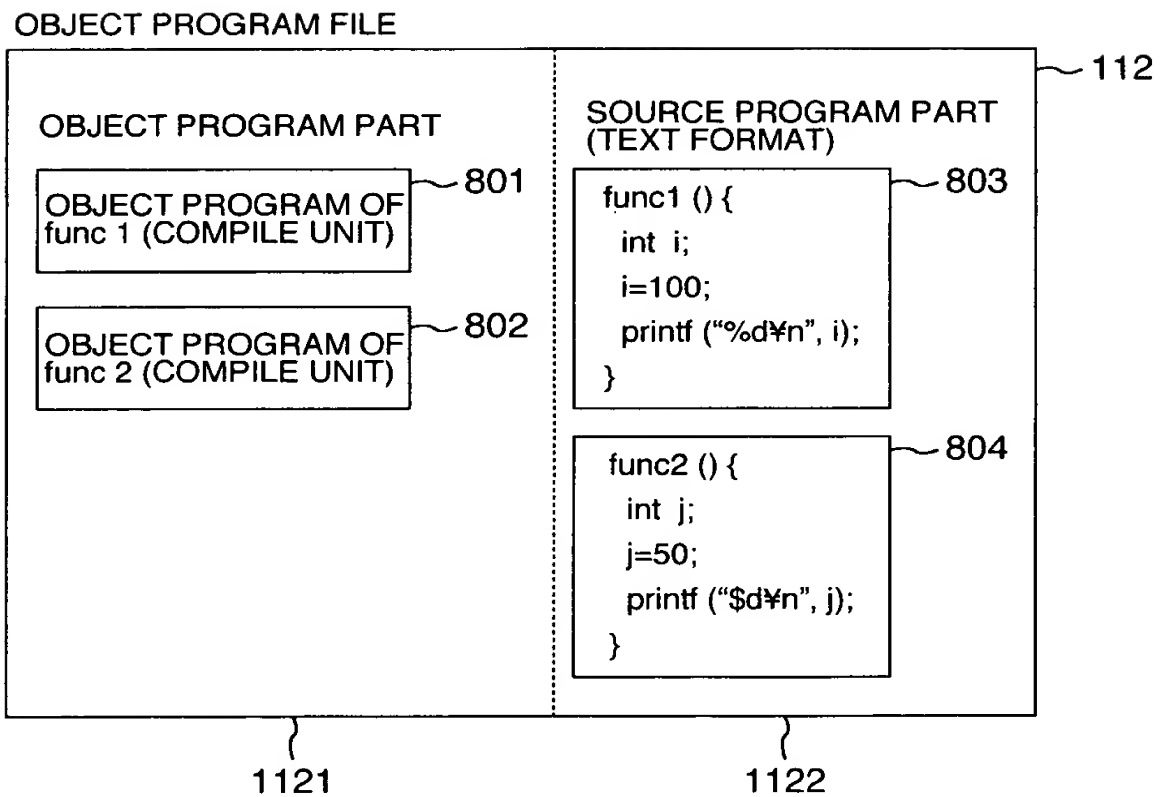 OBJECT PROGRAM FILE
112
OBJECT PROGRAM PART
801
OBJECT PROGRAM OF
func 1 (COMPILE UNIT)
802
OBJECT PROGRAM OF
func 2 (COMPILE UNIT)
SOURCE PROGRAM PART
(TEXT FORMAT)
803
func1 () {
int i;
i=100;
printf (“%d¥n”, i);
}
804
func2 () {
int j;
j=50;
printf (“$d¥n”, j);
}
1121
1122